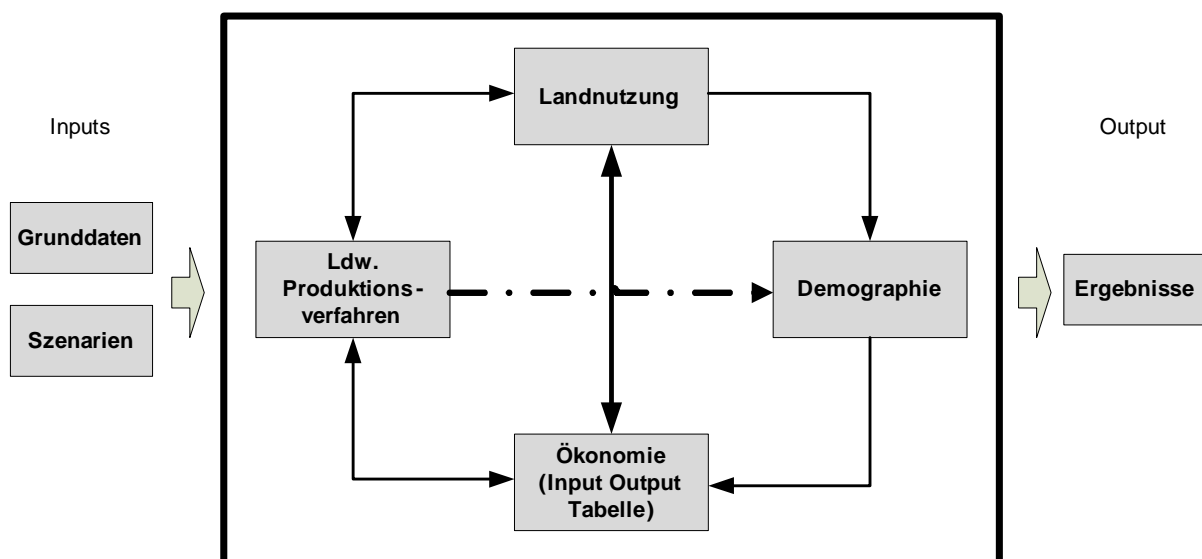 Inputs
Grunddaten
Szenarien
Landnutzung
Ldw.
Produktions-
verfahren
Demographie
Ökonomie
(Input Output
Tabelle)
Output
Ergebnisse